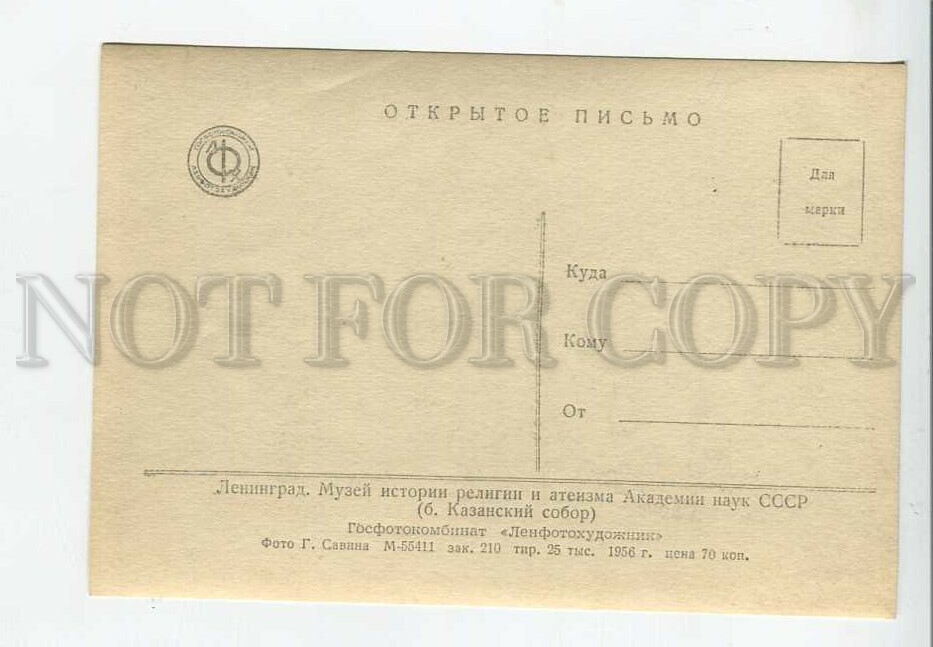 ОТКРЫТОЕ ПИСЬМО
Для
марки
Куда
Кому
От
NOT FOR COPY
Ленинград. Музей истории религии и атеизма Академии наук СССР
(б. Казанский собор)
Госфотокомбинат «Ленфотохудожник»
Фото Г. Савина М-55411 зак. 210 тир. 25 тыс. 1956 г. цена 70 коп.